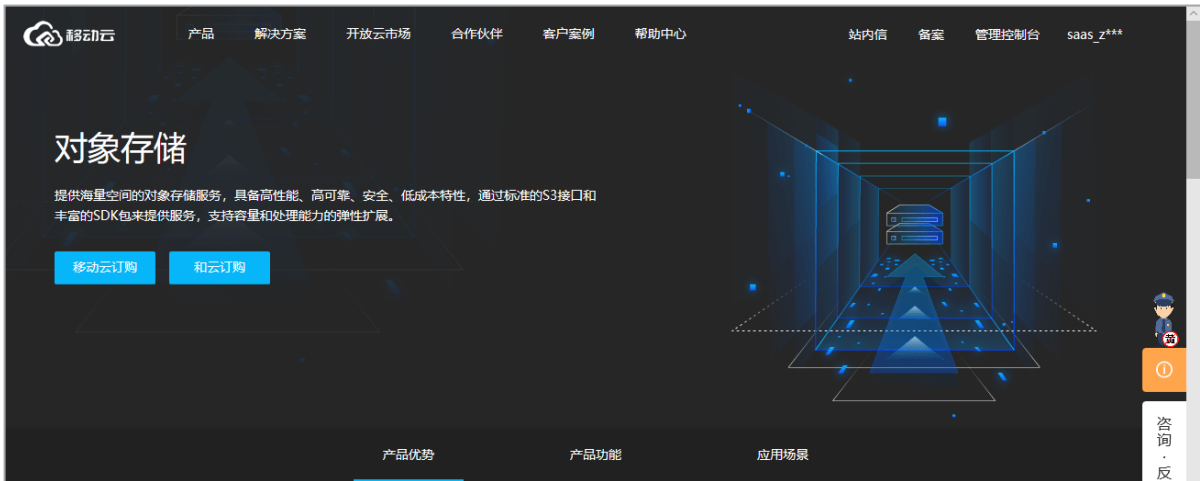 移动云
产品
解决方案
开放云市场
合作伙伴
客户案例
帮助中心
站内信
备案
管理控制台
saas_z***
对象存储
提供海量空间的对象存储服务，具备高性能、高可靠、安全、低成本特性，通过标准的S3接口和
丰富的SDK包来提供服务，支持容量和处理能力的弹性扩展。
移动云订购
和云订购
黄
咨
询
·
反
产品优势
产品功能
应用场景